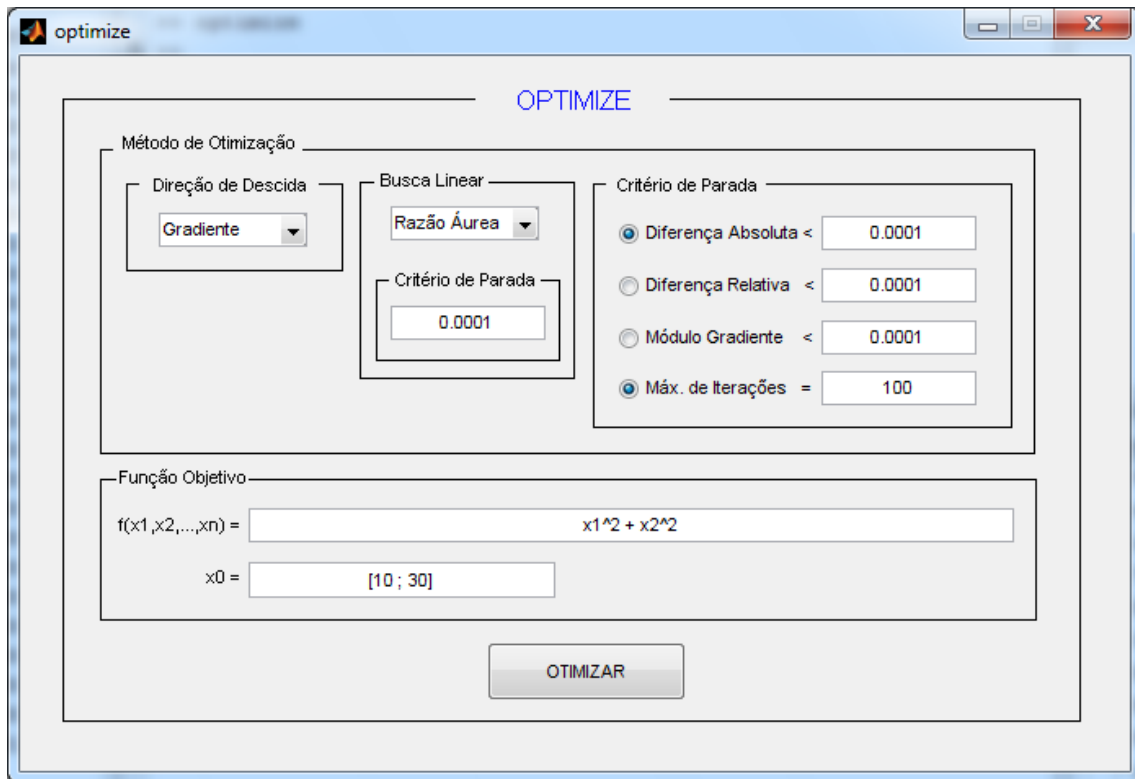 optimize
OPTIMIZE
Método de Otimização
Direção de Descida
Gradiente
Busca Linear
Razão Áurea
Critério de Parada
0.0001
Critério de Parada
Diferença Absoluta < 0.0001
Diferença Relativa < 0.0001
Módulo Gradiente < 0.0001
Máx. de Iterações = 100
Função Objetivo
f(x1,x2,...,xn) = x1^2 + x2^2
x0 = [10 ; 30]
OTIMIZAR